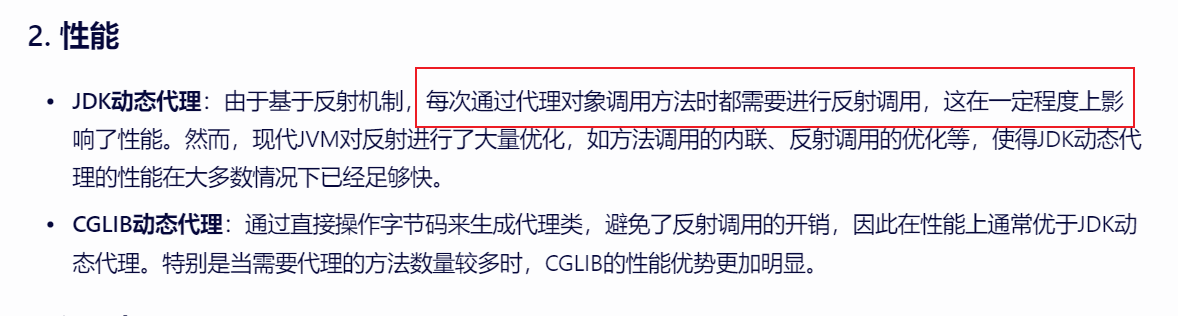 2. 性能
• JDK动态代理：由于基于反射机制，每次通过代理对象调用方法时都需要进行反射调用，这在一定程度上影
响了性能。然而，现代JVM对反射进行了大量优化，如方法调用的内联、反射调用的优化等，使得JDK动态代
理的性能在大多数情况下已经足够快。
• CGLIB动态代理：通过直接操作字节码来生成代理类，避免了反射调用的开销，因此在性能上通常优于JDK动
态代理。特别是当需要代理的方法数量较多时，CGLIB的性能优势更加明显。